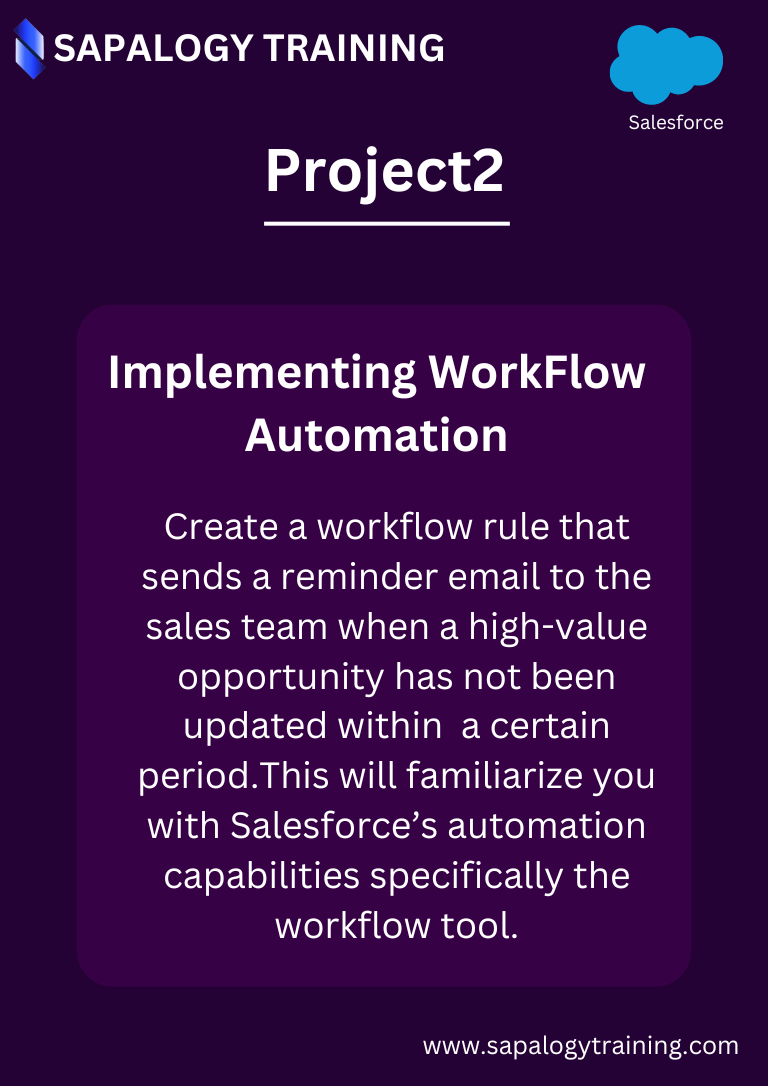 SAPALOGY TRAINING
Salesforce
Project2
Implementing WorkFlow
Automation
Create a workflow rule that
sends a reminder email to the
sales team when a high-value
opportunity has not been
updated within  a certain
period.This will familiarize you
with Salesforce’s automation
capabilities specifically the
workflow tool.
www.sapalogytraining.com